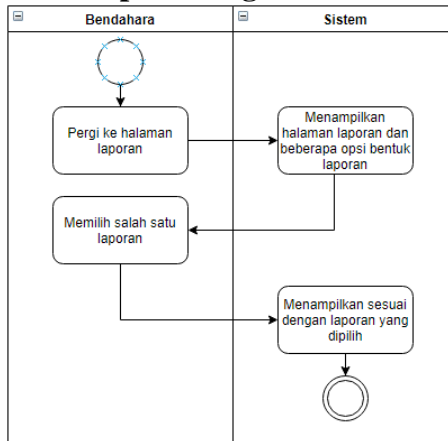 Bendahara
Sistem
Pergi ke halaman
laporan
Menampilkan
halaman laporan dan
beberapa opsi bentuk
laporan
Memilih salah satu
laporan
Menampilkan sesuai
dengan laporan yang
dipilih